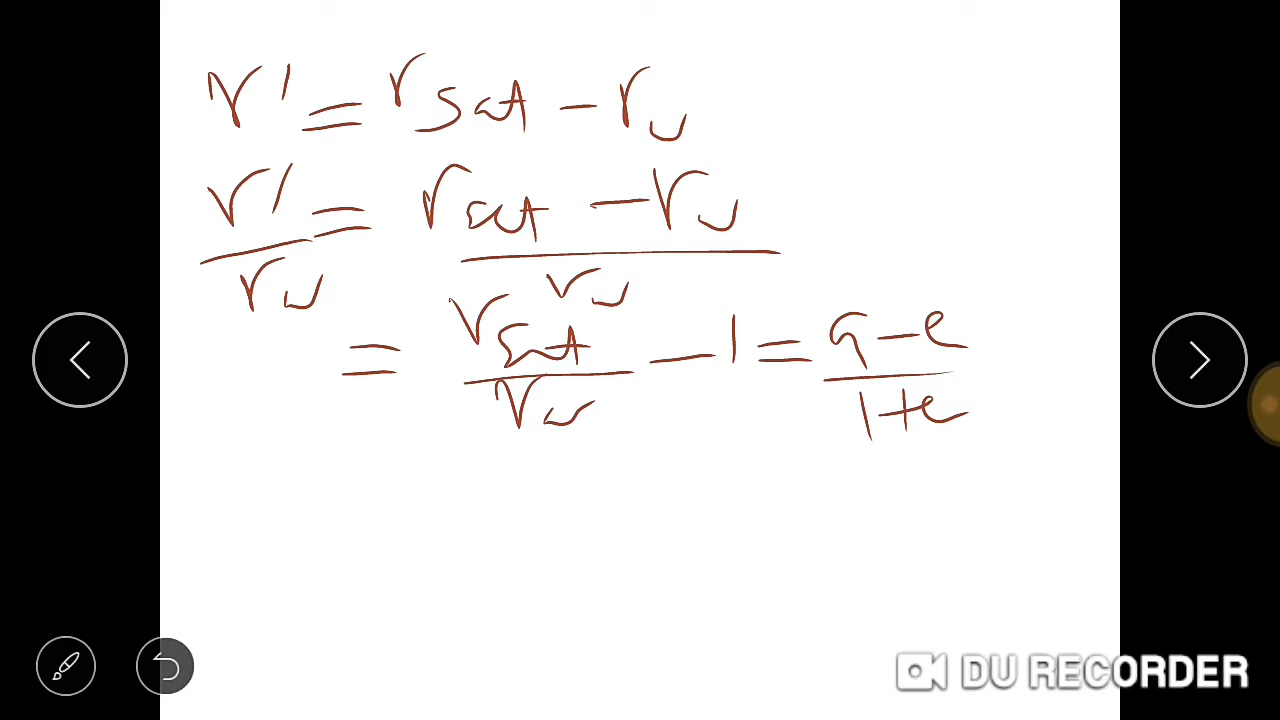 γ' = γsat - γw
γ'/γw = γsat - γw / γw
= γsat/γw - 1 = G - e / 1+e
DU RECORDER